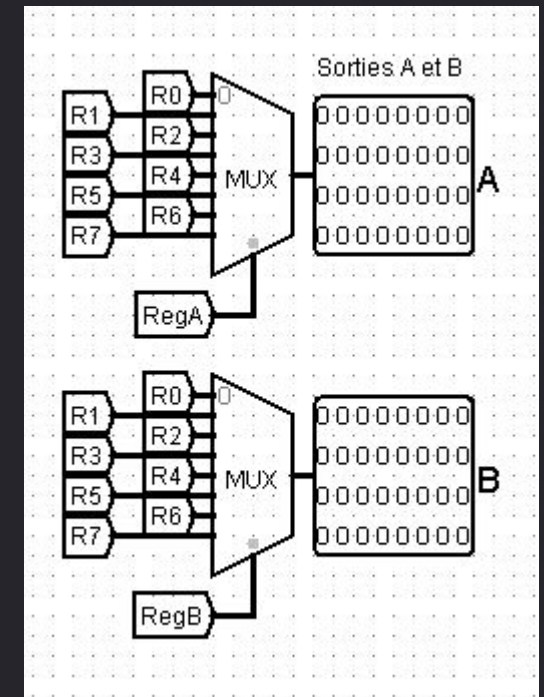 Sorties A et B
R0
0
R1
R2
R3
R4
R5
R6
R7
MUX
00000000
00000000
00000000
00000000
A
RegA
R0
0
R1
R2
R3
R4
R5
R6
R7
MUX
00000000
00000000
00000000
00000000
B
RegB